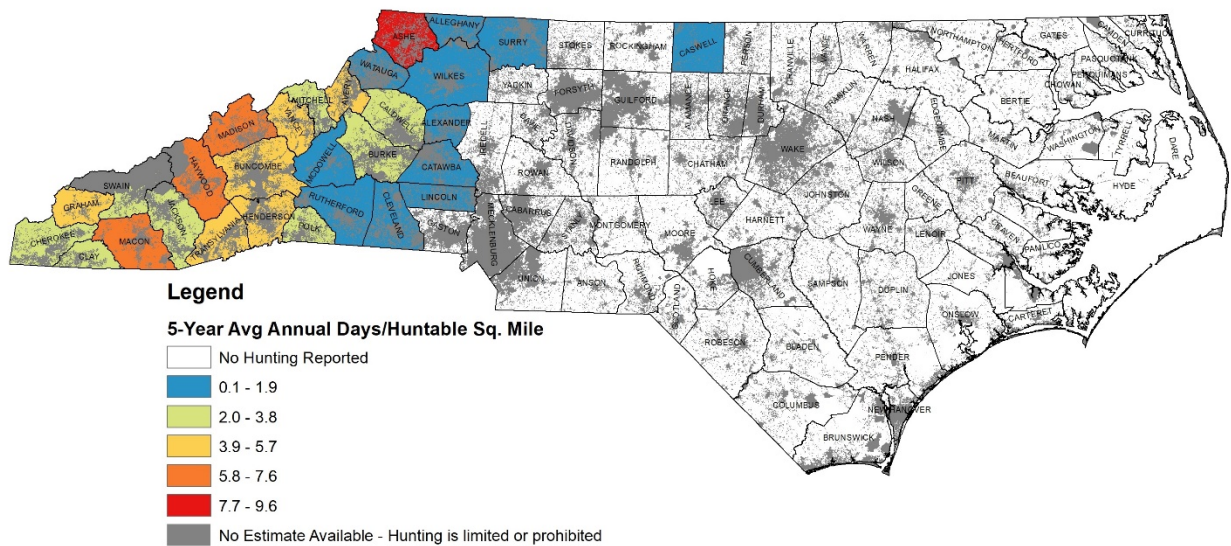 ALLEGHANY
ASHE
SURRY
STOKES
ROCKINGHAM
CASWELL
PERSON
GRANVILLE
VANCE
WARREN
NORTHAMPTON
HERTFORD
GATES
CAMDEN
CURRITUCK
PASQUOTANK
PERQUIMANS
CHOWAN
WATAUGA
WILKES
YADKIN
FORSYTH
GUILFORD
ALAMANCE
ORANGE
DURHAM
FRANKLIN
HALIFAX
BERTIE
MITCHELL
AVERY
YANCEY
CALDWELL
ALEXANDER
IREDELL
DAVIE
DAVIDSON
NASH
EDGECOMBE
MARTIN
WASHINGTON
TYRRELL
DARE
MADISON
MCDOWELL
BURKE
CATAWBA
ROWAN
RANDOLPH
CHATHAM
WAKE
WILSON
PITT
BEAUFORT
HYDE
SWAIN
HAYWOOD
BUNCOMBE
RUTHERFORD
LINCOLN
CLEVELAND
GASTON
MECKLENBURG
CABARRUS
STANLY
MONTGOMERY
MOORE
LEE
HARNETT
JOHNSTON
WAYNE
GREENE
LENOIR
CRAVEN
PAMLICO
GRAHAM
JACKSON
TRANSYLVANIA
HENDERSON
POLK
CHEROKEE
CLAY
MACON
UNION
ANSON
RICHMOND
SCOTLAND
HOKE
CUMBERLAND
SAMPSON
DUPLIN
JONES
ONSLOW
CARTERET
ROBESON
BLADEN
PENDER
COLUMBUS
NEW HANOVER
BRUNSWICK
Legend
5-Year Avg Annual Days/Huntable Sq. Mile
No Hunting Reported
0.1 - 1.9
2.0 - 3.8
3.9 - 5.7
5.8 - 7.6
7.7 - 9.6
No Estimate Available - Hunting is limited or prohibited